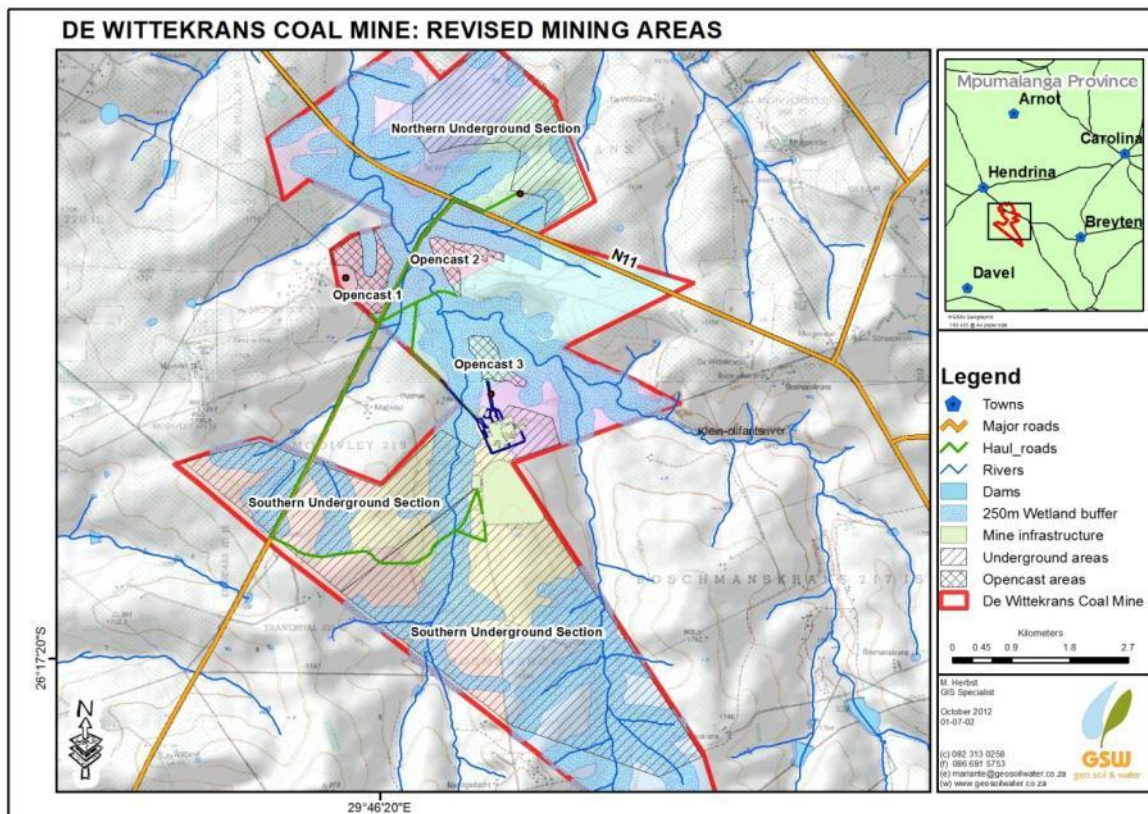 DE WITTEKRANS COAL MINE: REVISED MINING AREAS
Northern Underground Section
Opencast 2
N11
Opencast 1
Opencast 3
Klein-olifantsriver
Southern Underground Section
BOSCHMANSKRANS 217 IS
Southern Underground Section
26°17'20"S
29°46'20"E
N
Mpumalanga Province
Arnot
Carolina
Hendrina
Breyten
Davel
Legend
Towns
Major roads
Haul_roads
Rivers
Dams
250m Wetland buffer
Mine infrastructure
Underground areas
Opencast areas
De Wittekrans Coal Mine
Kilometers
0 0.45 0.9 1.8 2.7
M. Herbst
GIS Specialist
October 2012
01-07-02
(c) 082 313 0258
(f) 086 691 5753
(e) mariante@geosoilwater.co.za
(w) www.geosoilwater.co.za
GSW
geo soil & water